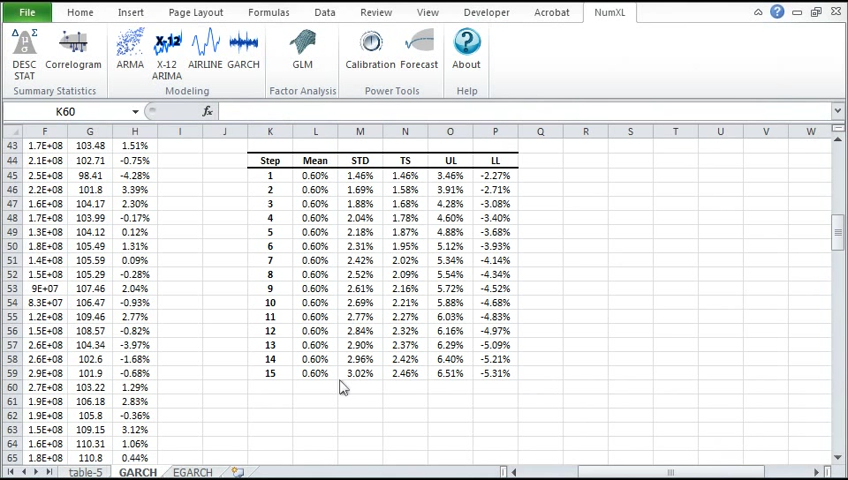 File Home Insert Page Layout Formulas Data Review View Developer Acrobat NumXL
DESC STAT Correlogram ARMA X-12 ARIMA AIRLINE GARCH GLM Calibration Forecast About
Summary Statistics Modeling Factor Analysis Power Tools Help
K60 fx
F G H I J K L M N O P Q R S T U V W
43 1.7E+08 103.48 1.51%
44 2.1E+08 102.71 -0.75% Step Mean STD TS UL LL
45 2.5E+08 98.41 -4.28% 1 0.60% 1.46% 1.46% 3.46% -2.27%
46 2.2E+08 101.8 3.39% 2 0.60% 1.69% 1.58% 3.91% -2.71%
47 1.6E+08 104.17 2.30% 3 0.60% 1.88% 1.68% 4.28% -3.08%
48 1.7E+08 103.99 -0.17% 4 0.60% 2.04% 1.78% 4.60% -3.40%
49 1.3E+08 104.12 0.12% 5 0.60% 2.18% 1.87% 4.88% -3.68%
50 1.8E+08 105.49 1.31% 6 0.60% 2.31% 1.95% 5.12% -3.93%
51 1.4E+08 105.59 0.09% 7 0.60% 2.42% 2.02% 5.34% -4.14%
52 1.5E+08 105.29 -0.28% 8 0.60% 2.52% 2.09% 5.54% -4.34%
53 9E+07 107.46 2.04% 9 0.60% 2.61% 2.16% 5.72% -4.52%
54 8.3E+07 106.47 -0.93% 10 0.60% 2.69% 2.21% 5.88% -4.68%
55 1.2E+08 109.46 2.77% 11 0.60% 2.77% 2.27% 6.03% -4.83%
56 1.5E+08 108.57 -0.82% 12 0.60% 2.84% 2.32% 6.16% -4.97%
57 2.6E+08 104.34 -3.97% 13 0.60% 2.90% 2.37% 6.29% -5.09%
58 2.6E+08 102.6 -1.68% 14 0.60% 2.96% 2.42% 6.40% -5.21%
59 2.9E+08 101.9 -0.68% 15 0.60% 3.02% 2.46% 6.51% -5.31%
60 2.7E+08 103.22 1.29%
61 1.9E+08 106.18 2.83%
62 1.9E+08 105.8 -0.36%
63 1.5E+08 109.15 3.12%
64 1.6E+08 110.31 1.06%
65 1.8E+08 110.8 0.44%
table-5 GARCH EGARCH